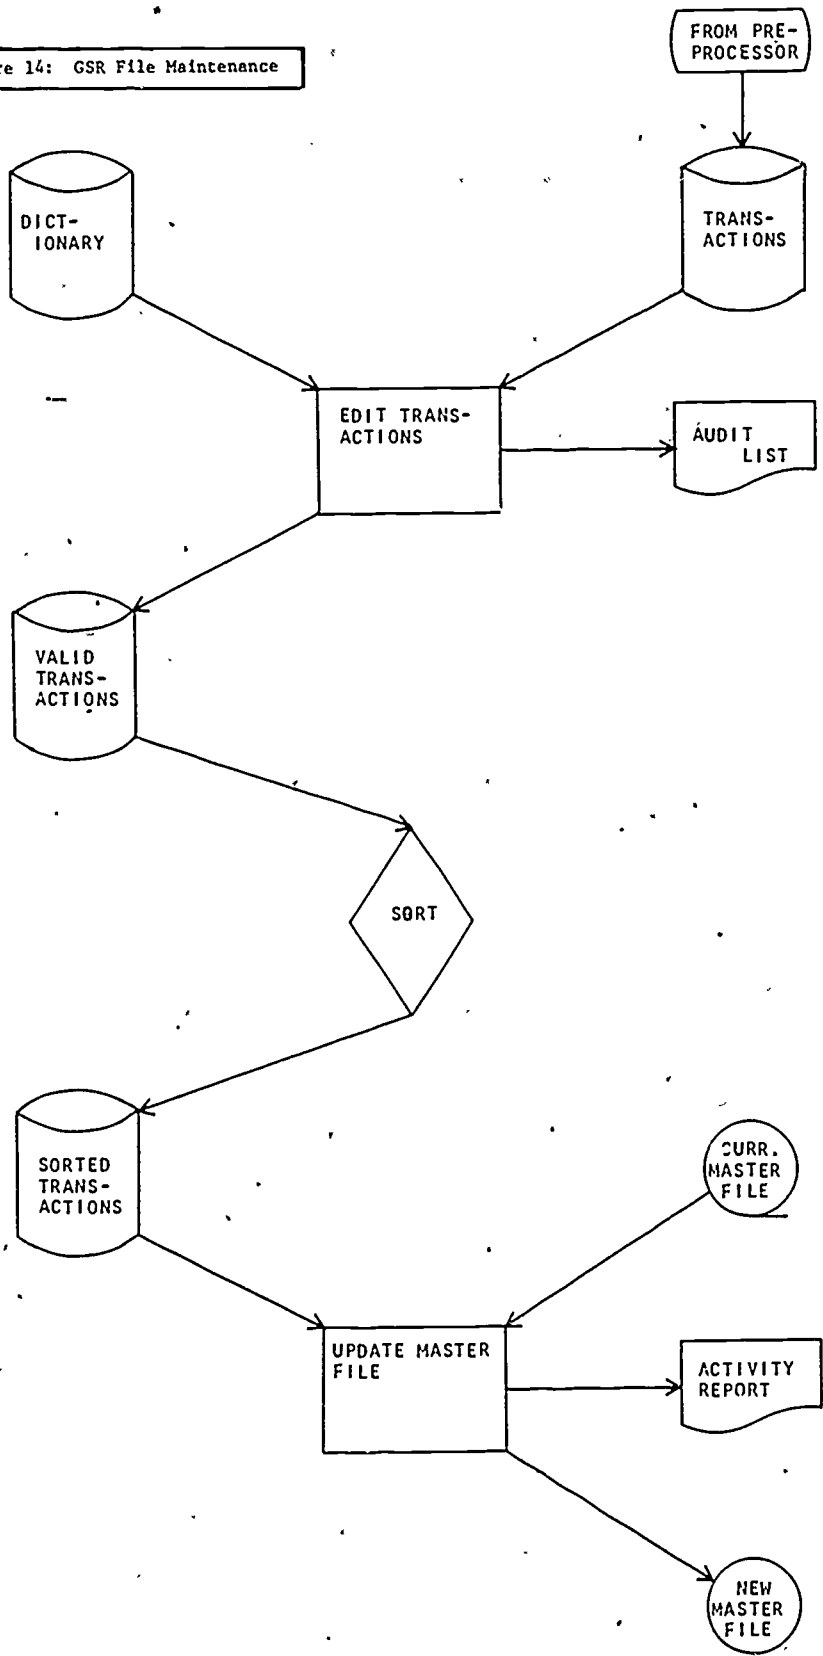 FROM PRE-
PROCESSOR
re 14: GSR File Maintenance
DICT-
IONARY
TRANS-
ACTIONS
EDIT TRANS-
ACTIONS
AUDIT
LIST
VALID
TRANS-
ACTIONS
SORT
SORTED
TRANS-
ACTIONS
CURR.
MASTER
FILE
UPDATE MASTER
FILE
ACTIVITY
REPORT
NEW
MASTER
FILE